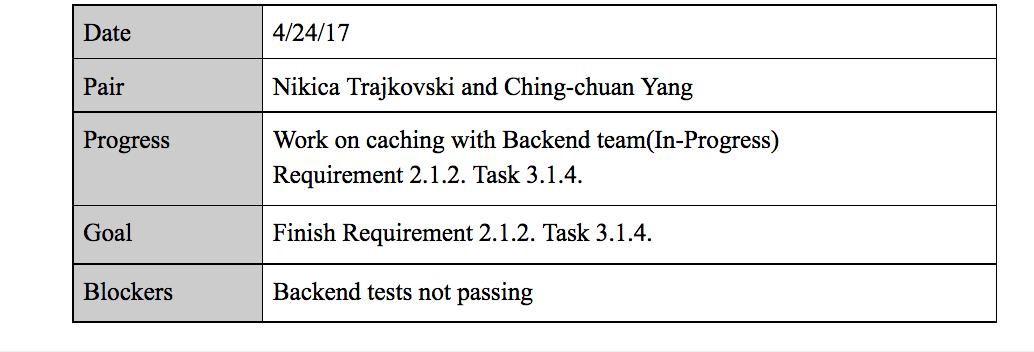 Date 4/24/17
Pair Nikica Trajkovski and Ching-chuan Yang
Progress Work on caching with Backend team(In-Progress)
Requirement 2.1.2. Task 3.1.4.
Goal Finish Requirement 2.1.2. Task 3.1.4.
Blockers Backend tests not passing